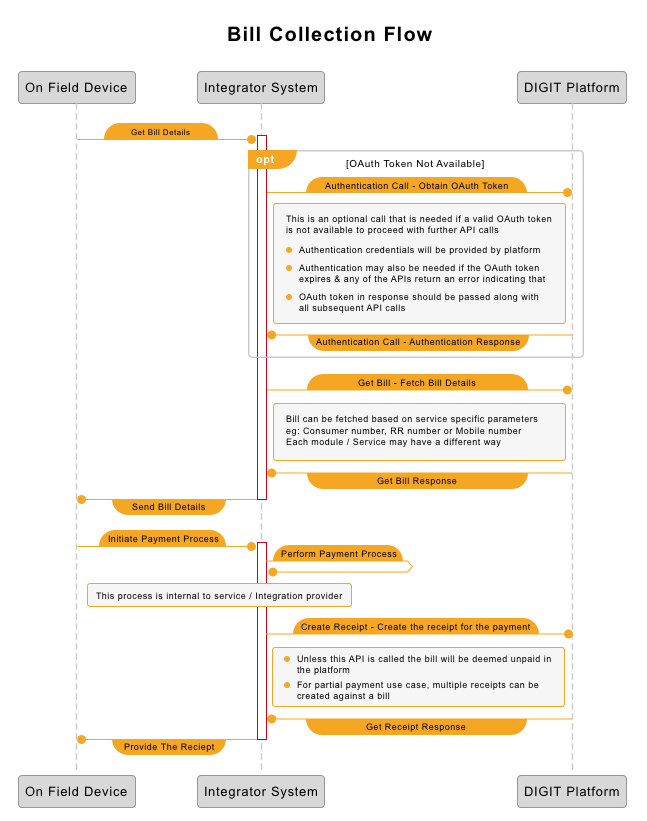 Bill Collection Flow
On Field Device
Integrator System
DIGIT Platform
Get Bill Details
opt
[OAuth Token Not Available]
Authentication Call - Obtain OAuth Token
This is an optional call that is needed if a valid OAuth token
is not available to proceed with further API calls
Authentication credentials will be provided by platform
Authentication may also be needed if the OAuth token
expires & any of the APIs return an error indicating that
OAuth token in response should be passed along with
all subsequent API calls
Authentication Call - Authentication Response
Get Bill - Fetch Bill Details
Bill can be fetched based on service specific parameters
eg: Consumer number, RR number or Mobile number
Each module / Service may have a different way
Get Bill Response
Send Bill Details
Initiate Payment Process
Perform Payment Process
This process is internal to service / Integration provider
Create Receipt - Create the receipt for the payment
Unless this API is called the bill will be deemed unpaid in
the platform
For partial payment use case, multiple receipts can be
created against a bill
Get Receipt Response
Provide The Reciept
On Field Device
Integrator System
DIGIT Platform